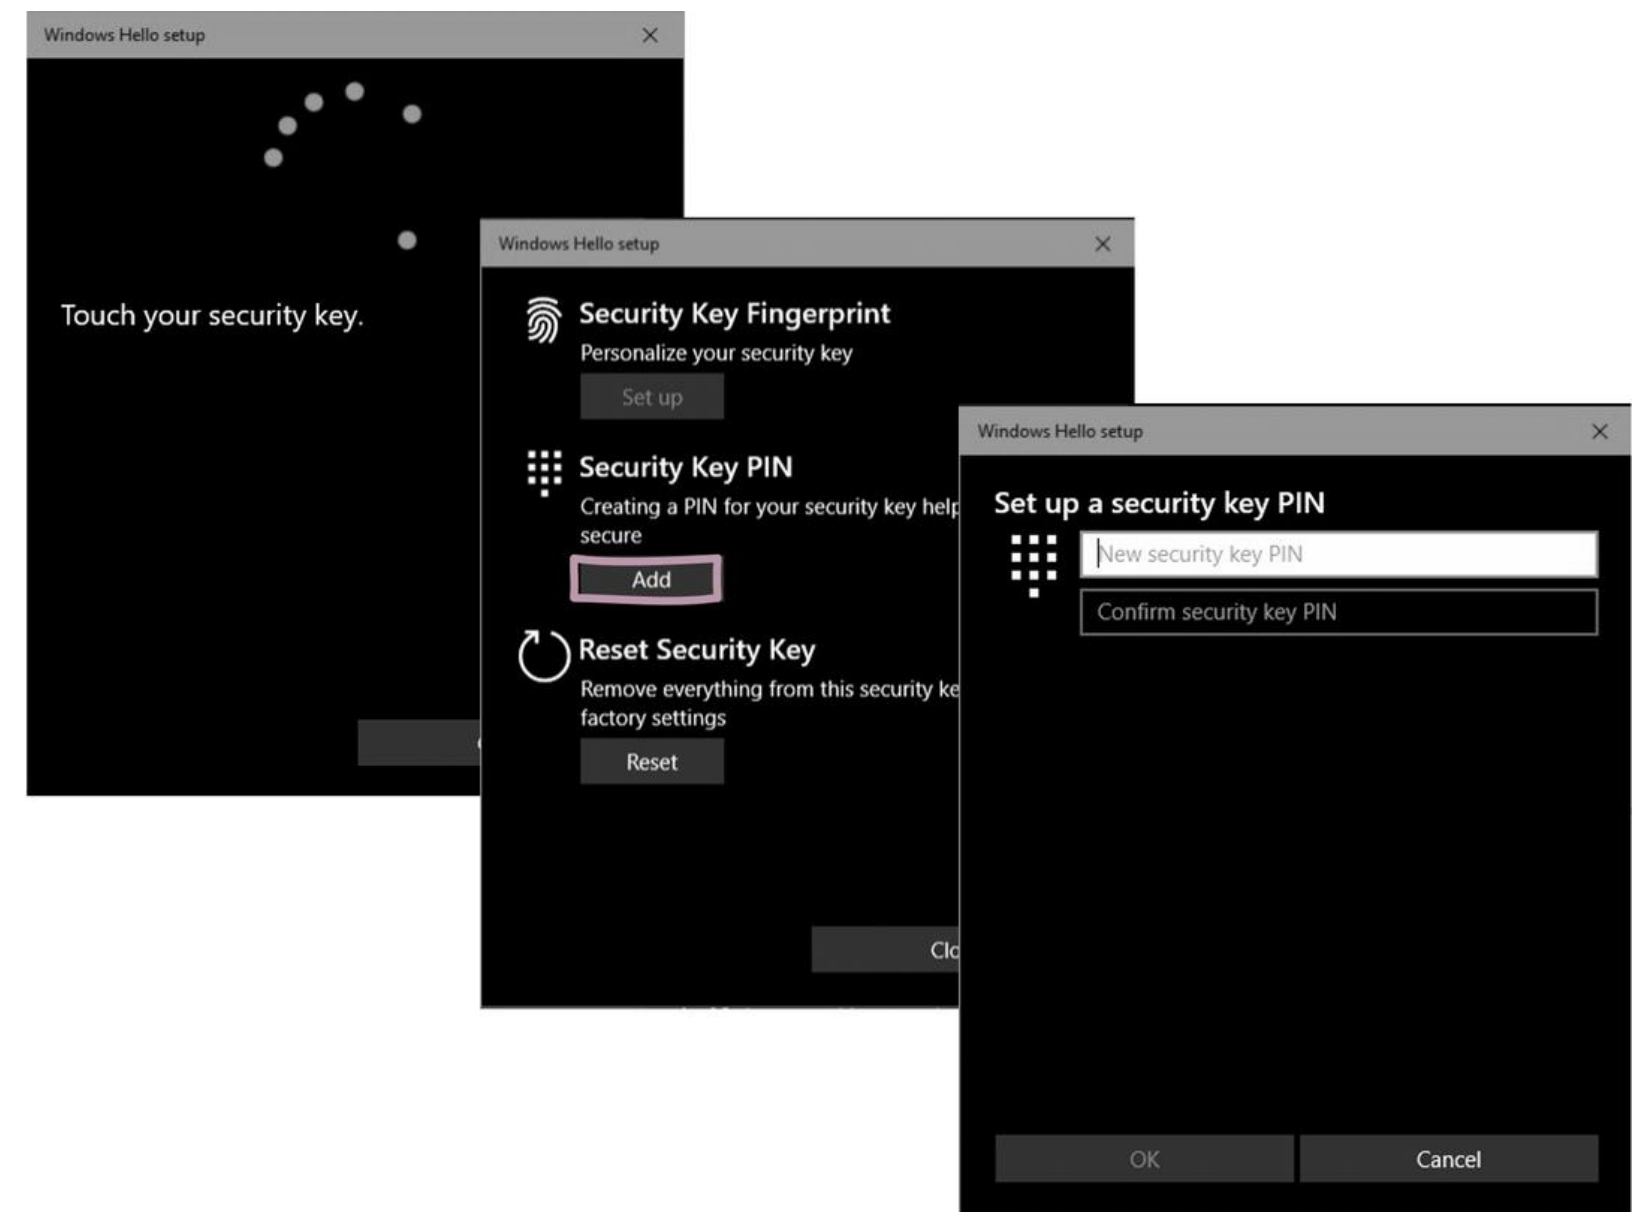 Windows Hello setup
Touch your security key.
Windows Hello setup
Security Key Fingerprint
Personalize your security key
Set up
Security Key PIN
Creating a PIN for your security key help
secure
Add
Reset Security Key
Remove everything from this security ke
factory settings
Reset
Clo
Windows Hello setup
Set up a security key PIN
New security key PIN
Confirm security key PIN
OK
Cancel